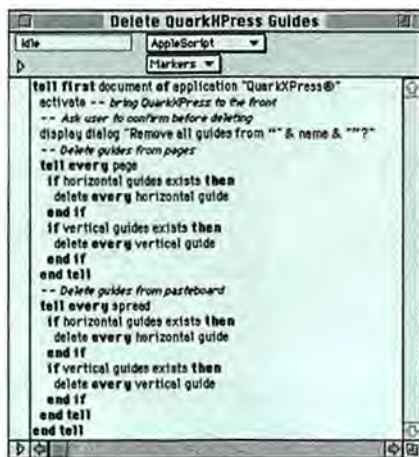 Delete QuarkXPress Guides
Idle
AppleScript
Markers
tell first document of application "QuarkXPress®"
activate -- bring QuarkXPress to the front
-- Ask user to confirm before deleting
display dialog "Remove all guides from “" & name & "”?"
-- Delete guides from pages
tell every page
if horizontal guides exists then
delete every horizontal guide
end if
if vertical guides exists then
delete every vertical guide
end if
end tell
-- Delete guides from pasteboard
tell every spread
if horizontal guides exists then
delete every horizontal guide
end if
if vertical guides exists then
delete every vertical guide
end if
end tell
end tell